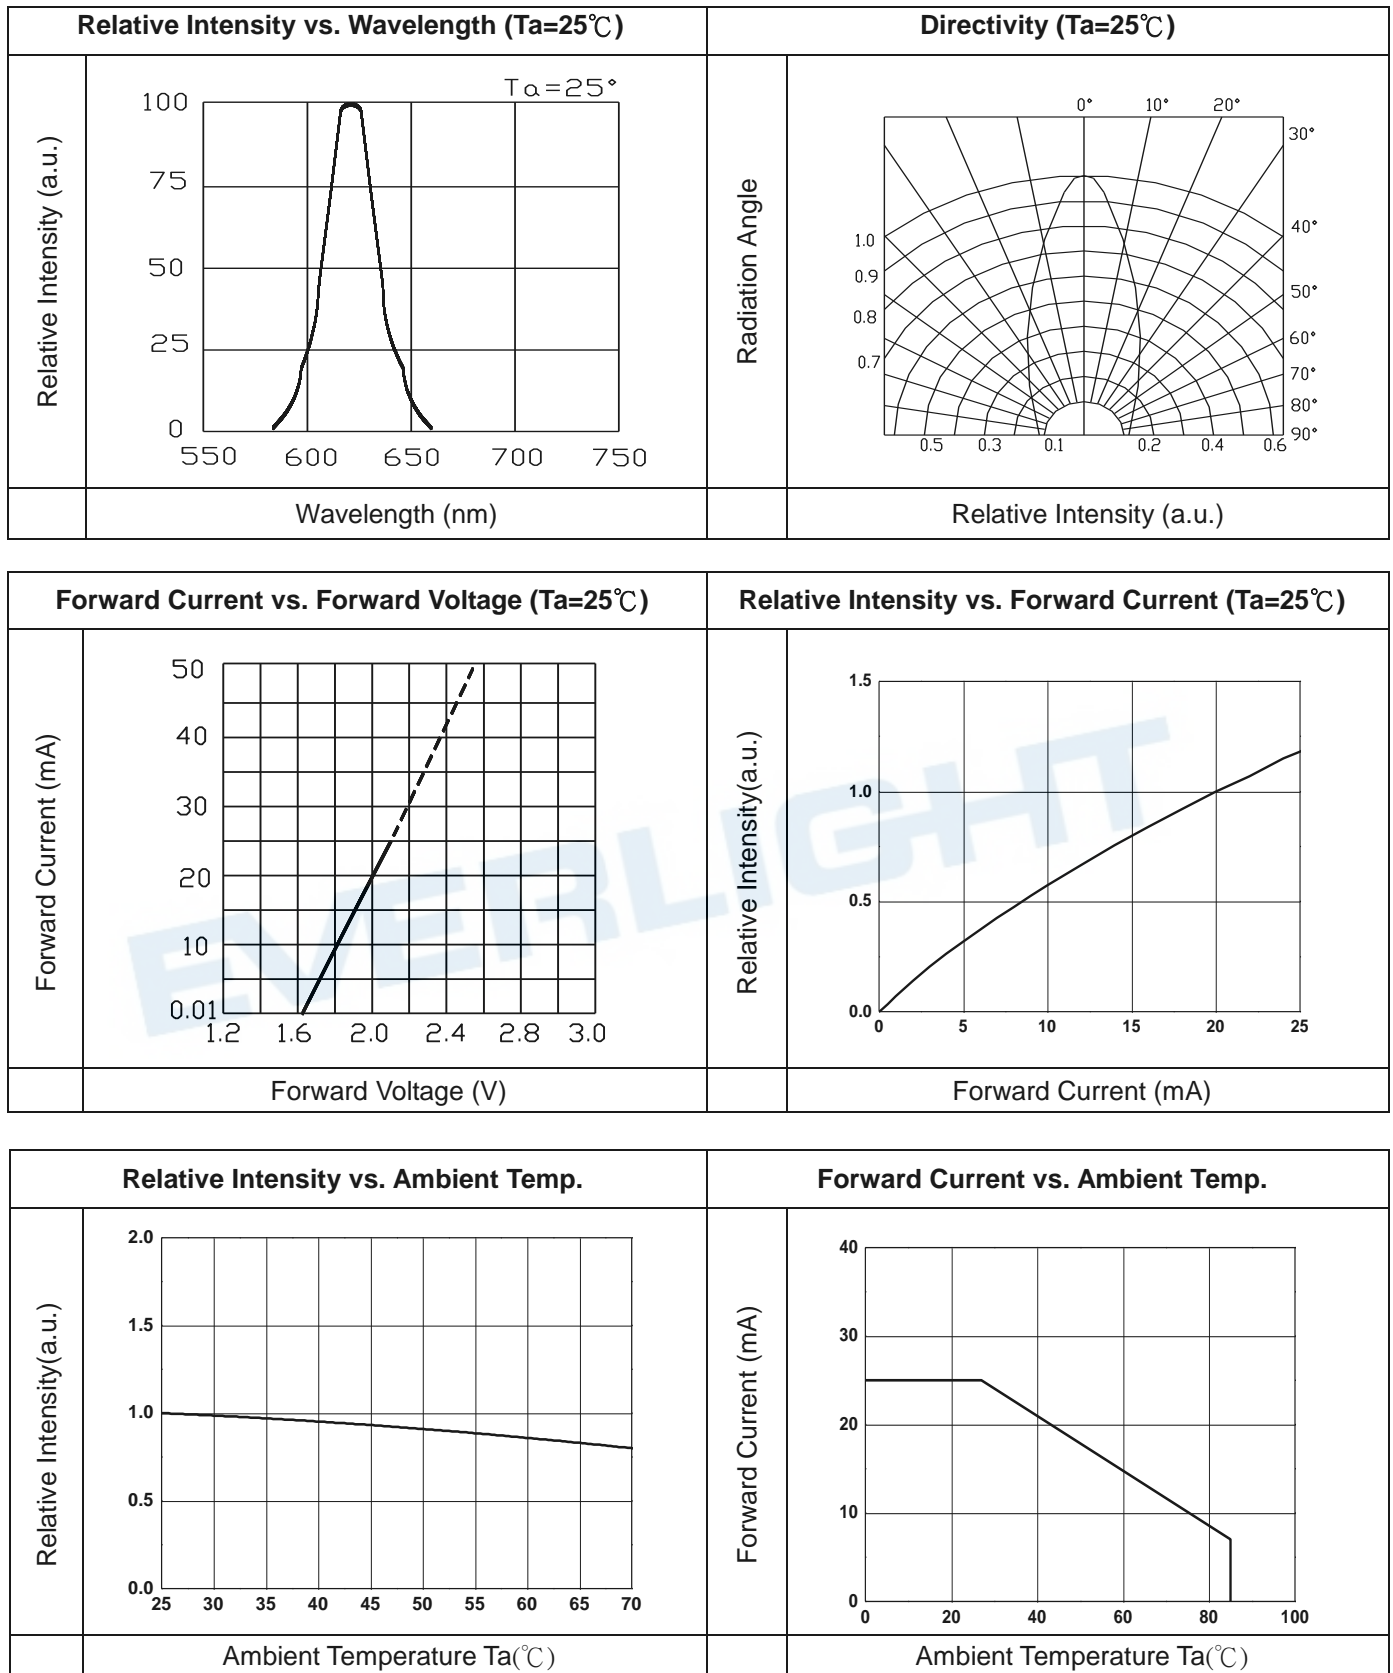 Relative Intensity vs. Wavelength (Ta=25℃)
Directivity (Ta=25℃)
Relative Intensity (a.u.)
Ta=25°
100
75
50
25
0
550 600 650 700 750
Wavelength (nm)
Radiation Angle
0° 10° 20°
30°
40°
50°
60°
70°
80°
90°
1.0
0.9
0.8
0.7
0.5 0.3 0.1 0.2 0.4 0.6
Relative Intensity (a.u.)
Forward Current vs. Forward Voltage (Ta=25℃)
Relative Intensity vs. Forward Current (Ta=25℃)
Forward Current (mA)
50
40
30
20
10
0.01
1.2 1.6 2.0 2.4 2.8 3.0
Forward Voltage (V)
Relative Intensity(a.u.)
1.5
1.0
0.5
0.0
0 5 10 15 20 25
Forward Current (mA)
EVERLIGHT
Relative Intensity vs. Ambient Temp.
Forward Current vs. Ambient Temp.
Relative Intensity(a.u.)
2.0
1.5
1.0
0.5
0.0
25 30 35 40 45 50 55 60 65 70
Ambient Temperature Ta(℃)
Forward Current (mA)
40
30
20
10
0
0 20 40 60 80 100
Ambient Temperature Ta(℃)